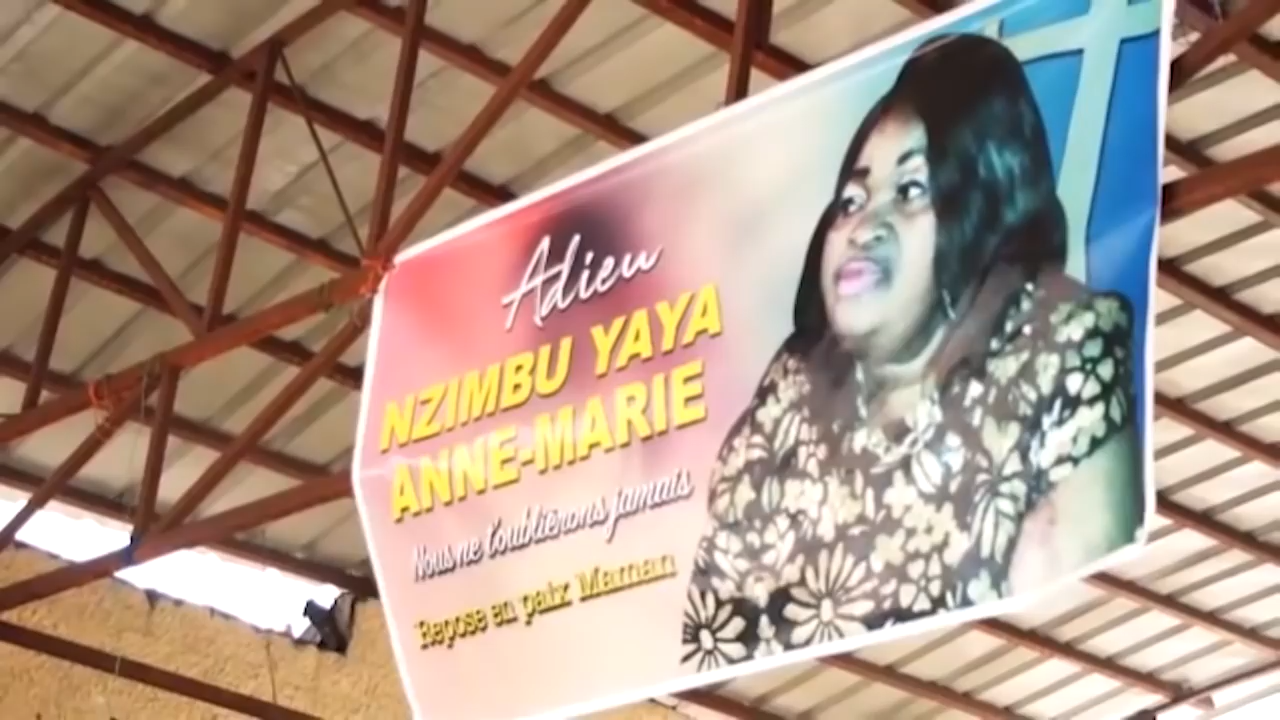 Adieu
NZIMBU YAYA
ANNE-MARIE
Nous ne t'oublierons jamais
Repose en paix Maman